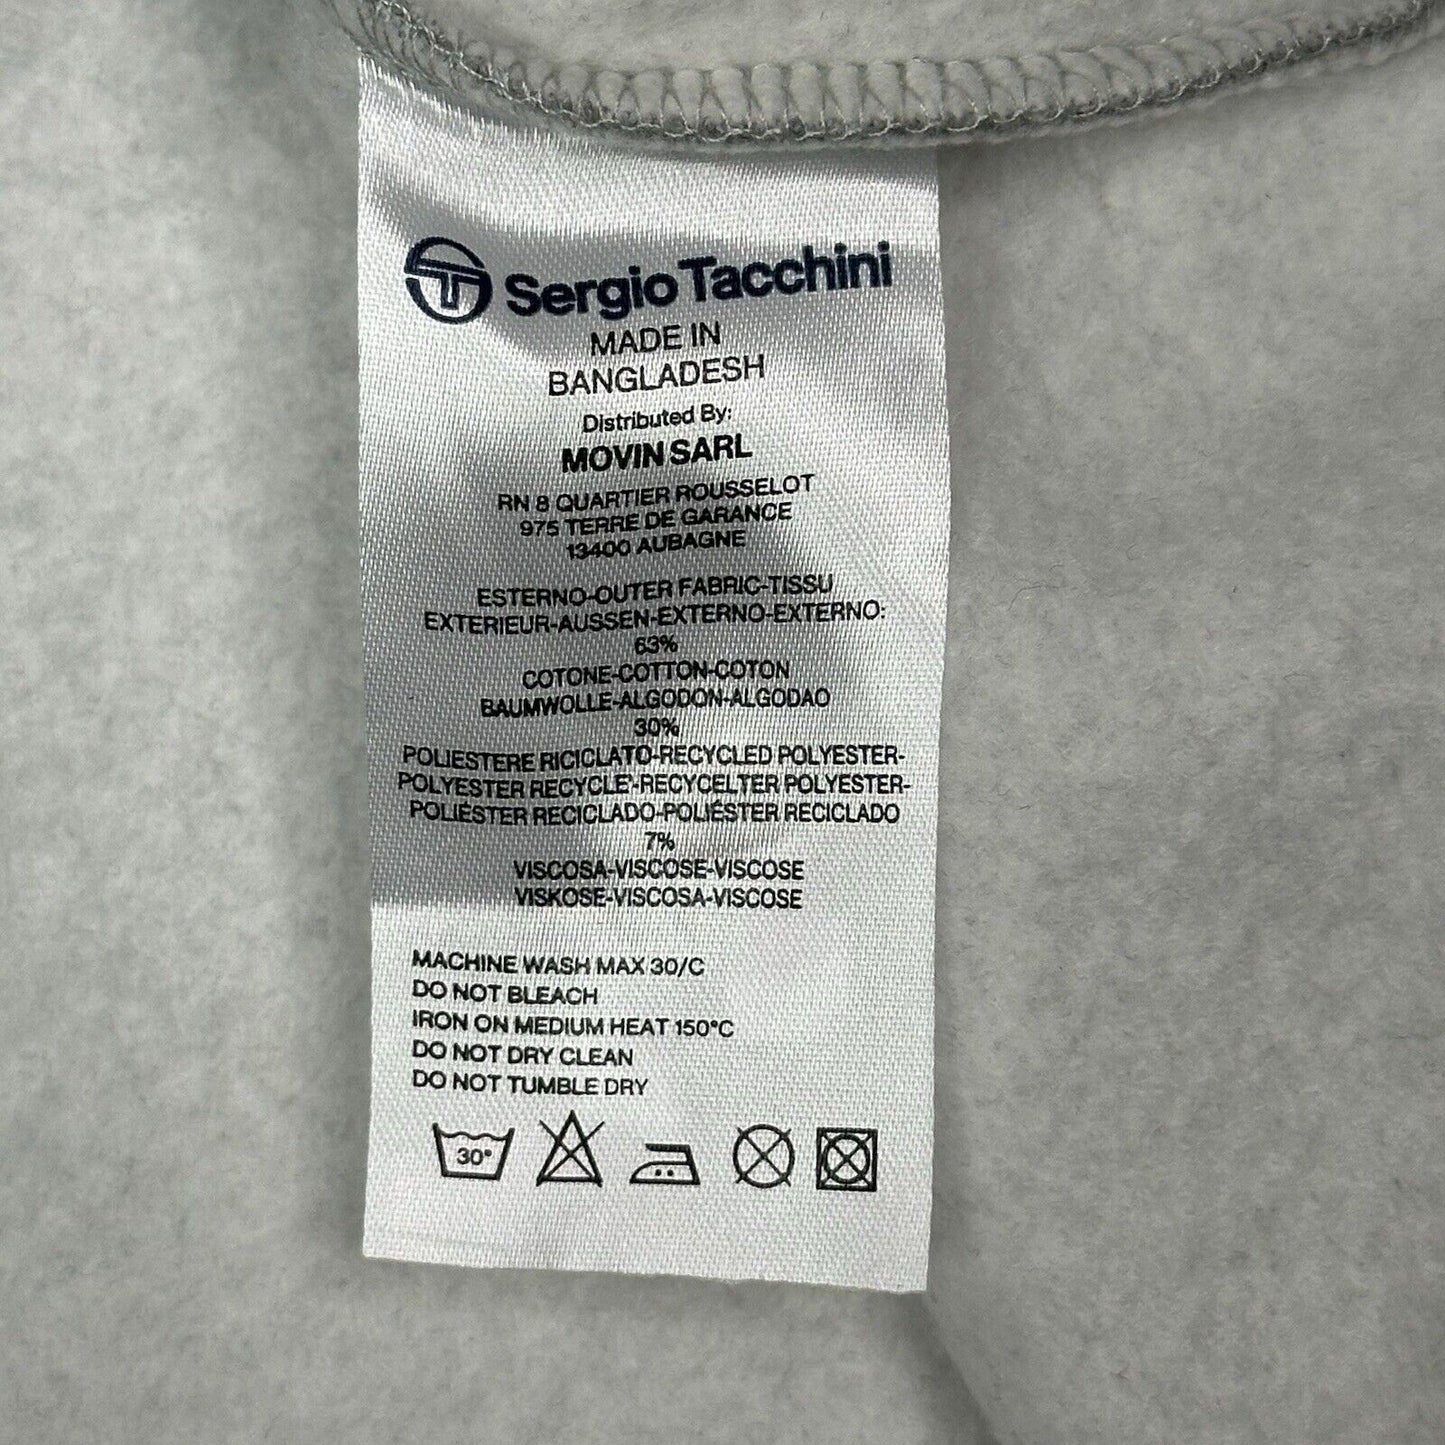 Sergio Tacchini
MADE IN
BANGLADESH
Distributed By:
MOVIN SARL
RN 8 QUARTIER ROUSSELOT
975 TERRE DE GARANCE
13400 AUBAGNE
ESTERNO-OUTER FABRIC-TISSU
EXTERIEUR-AUSSEN-EXTERNO-EXTERNO:
63%
COTONE-COTTON-COTON
BAUMWOLLE-ALGODON-ALGODAO
30%
POLIESTERE RICICLATO-RECYCLED POLYESTER-
POLYESTER RECYCLE'-RECYCELTER POLYESTER-
POLIÉSTER RECICLADO-POLIÉSTER RECICLADO
7%
VISCOSA-VISCOSE-VISCOSE
VISKOSE-VISCOSA-VISCOSE
MACHINE WASH MAX 30/C
DO NOT BLEACH
IRON ON MEDIUM HEAT 150°C
DO NOT DRY CLEAN
DO NOT TUMBLE DRY
30°